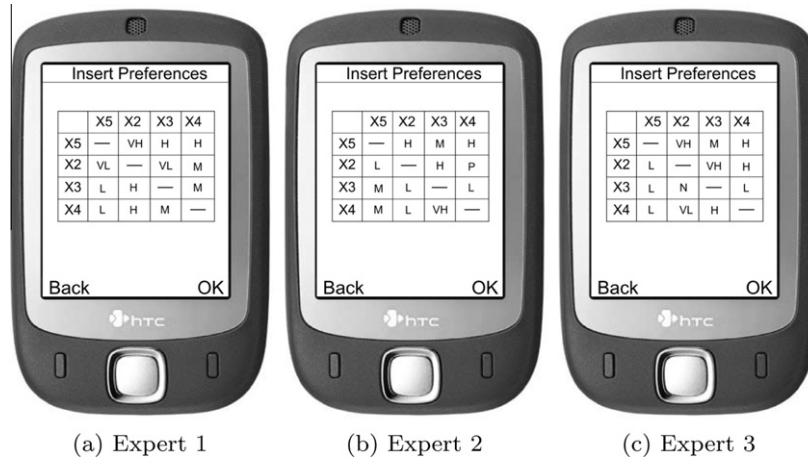 Insert Preferences
X5 X2 X3 X4
X5 — VH H H
X2 VL — VL M
X3 L H — M
X4 L H M —
Back OK
hTC
(a) Expert 1
Insert Preferences
X5 X2 X3 X4
X5 — H M H
X2 L — H P
X3 M L — L
X4 M L VH —
Back OK
hTC
(b) Expert 2
Insert Preferences
X5 X2 X3 X4
X5 — VH M H
X2 L — VH H
X3 L N — L
X4 L VL H —
Back OK
hTC
(c) Expert 3